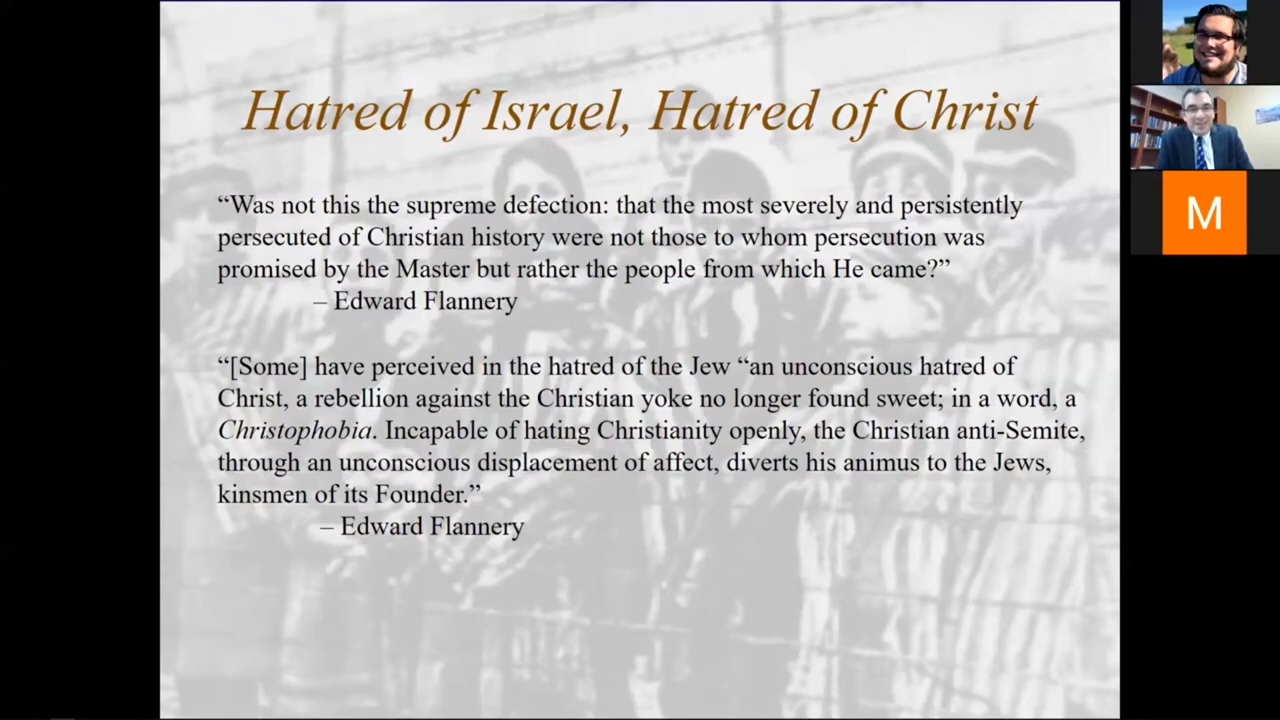 Hatred of Israel, Hatred of Christ
“Was not this the supreme defection: that the most severely and persistently
persecuted of Christian history were not those to whom persecution was
promised by the Master but rather the people from which He came?”
– Edward Flannery
“[Some] have perceived in the hatred of the Jew “an unconscious hatred of
Christ, a rebellion against the Christian yoke no longer found sweet; in a word, a
Christophobia. Incapable of hating Christianity openly, the Christian anti-Semite,
through an unconscious displacement of affect, diverts his animus to the Jews,
kinsmen of its Founder.”
– Edward Flannery
M